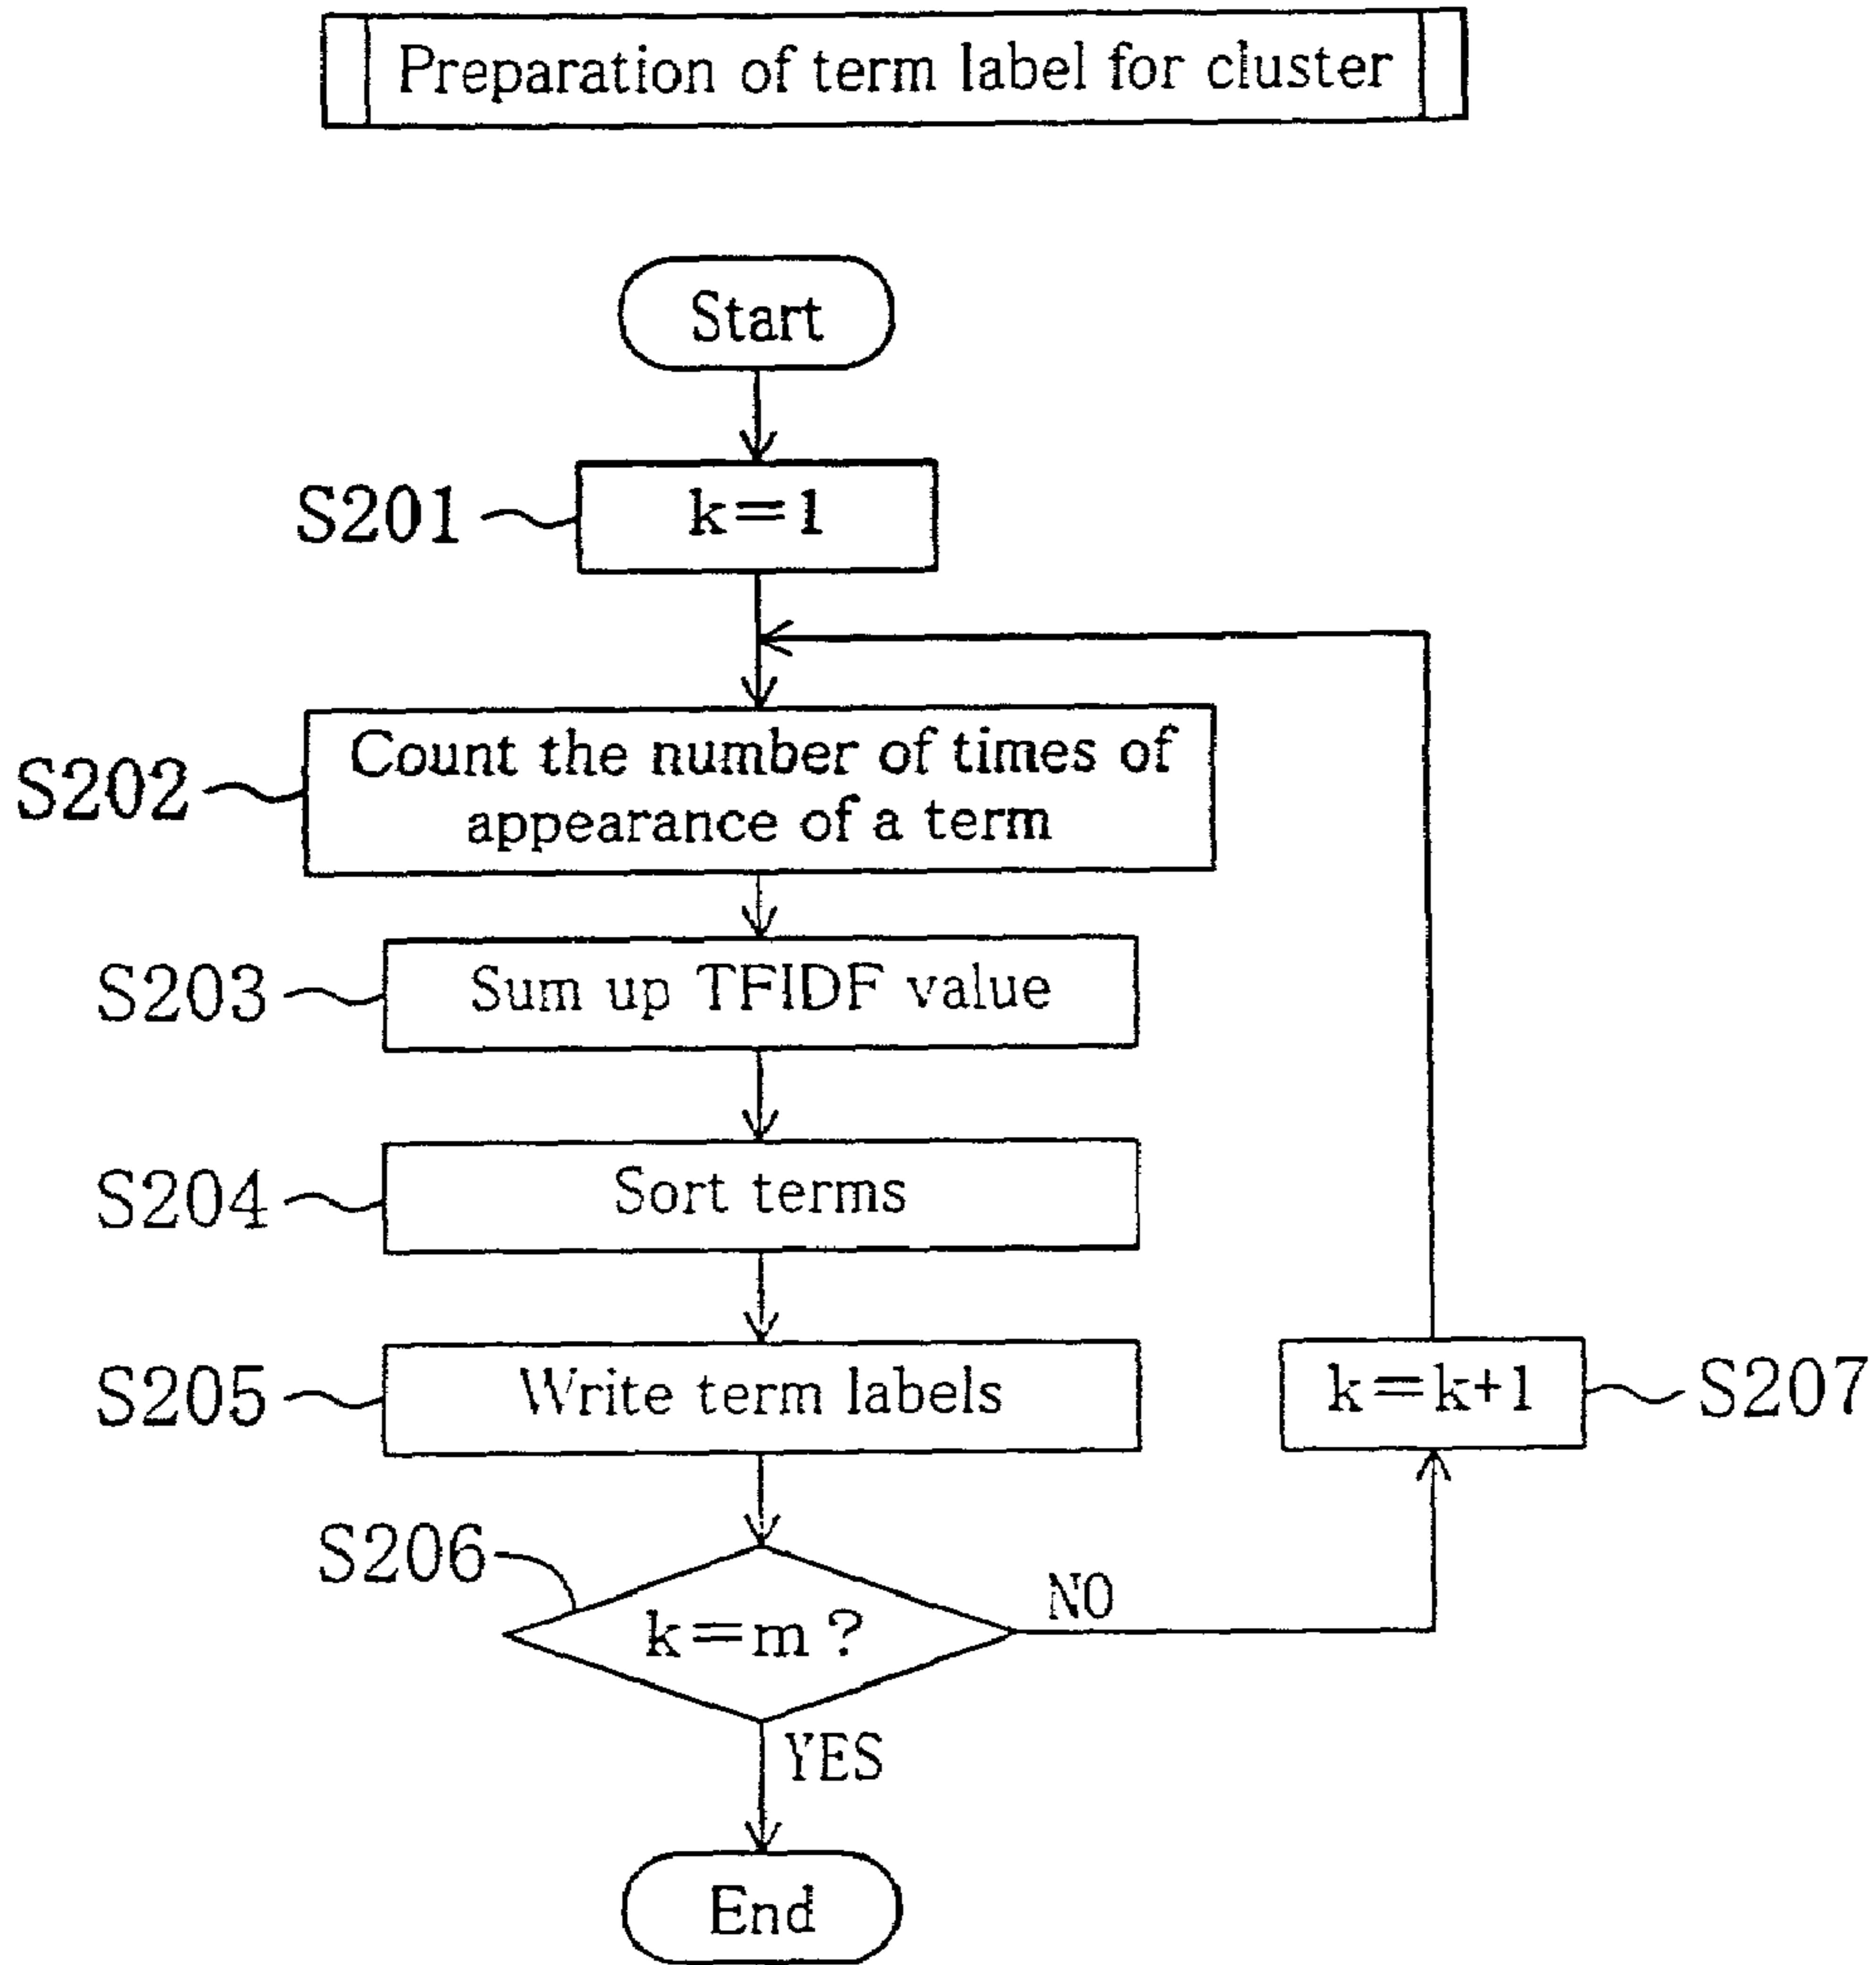 Preparation of term label for cluster
Start
S201
k=1
S202
Count the number of times of
appearance of a term
S203
Sum up TFIDF value
S204
Sort terms
S205
Write term labels
k=k+1
S207
S206
k=m?
NO
YES
End